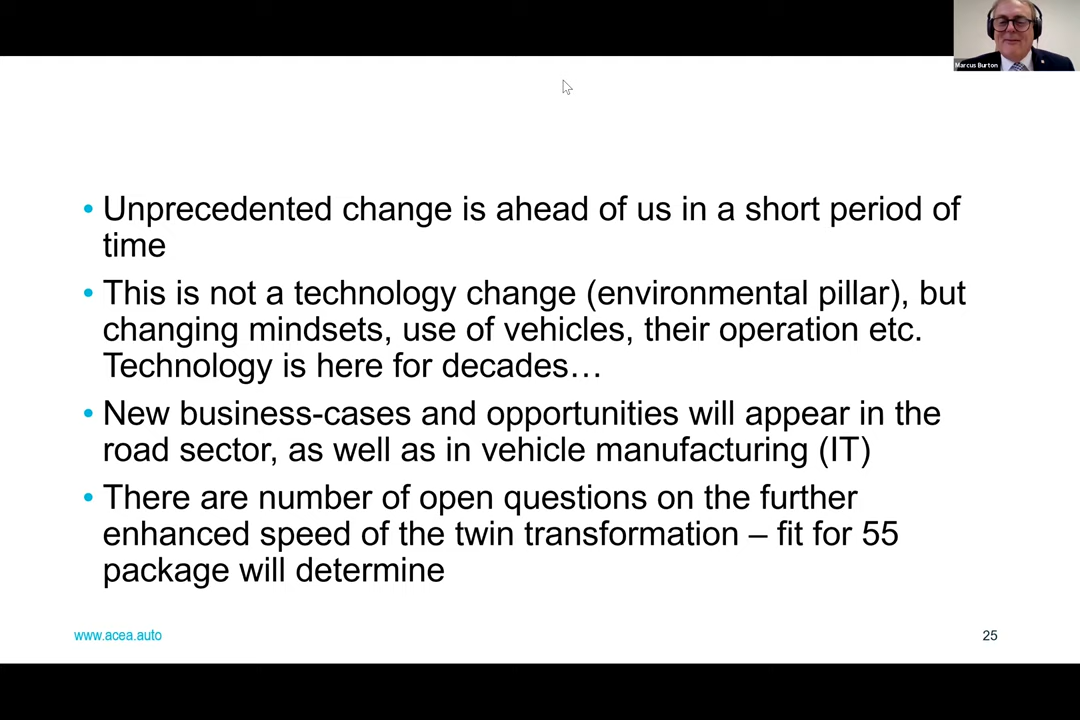 Marcus Burton
• Unprecedented change is ahead of us in a short period of
time
• This is not a technology change (environmental pillar), but
changing mindsets, use of vehicles, their operation etc.
Technology is here for decades…
• New business-cases and opportunities will appear in the
road sector, as well as in vehicle manufacturing (IT)
• There are number of open questions on the further
enhanced speed of the twin transformation – fit for 55
package will determine
www.acea.auto
25